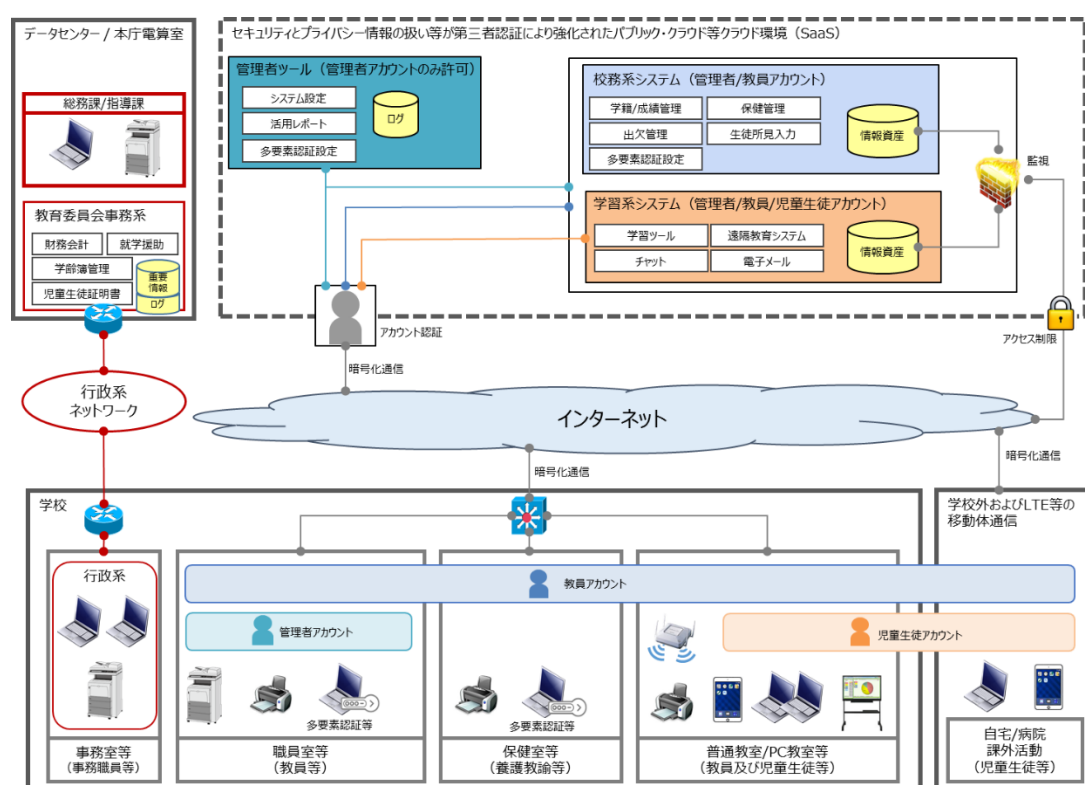 データセンター / 本庁電算室
総務課/指導課
教育委員会事務系
財務会計
就学援助
学齢簿管理
児童生徒証明書
重要
情報
ログ
行政系
ネットワーク
セキュリティとプライバシー情報の扱い等が第三者認証により強化されたパブリック・クラウド等クラウド環境（SaaS）
管理者ツール（管理者アカウントのみ許可）
システム設定
活用レポート
多要素認証設定
ログ
校務系システム（管理者/教員アカウント）
学籍/成績管理
保健管理
出欠管理
生徒所見入力
多要素認証設定
情報資産
学習系システム（管理者/教員/児童生徒アカウント）
学習ツール
遠隔教育システム
チャット
電子メール
情報資産
監視
アカウント認証
アクセス制限
暗号化通信
インターネット
暗号化通信
暗号化通信
学校
行政系
事務室等
（事務職員等）
教員アカウント
管理者アカウント
児童生徒アカウント
多要素認証等
職員室等
（教員等）
多要素認証等
保健室等
（養護教諭等）
普通教室/PC教室等
（教員及び児童生徒等）
学校外およびLTE等の
移動体通信
自宅/病院
課外活動
（児童生徒等）